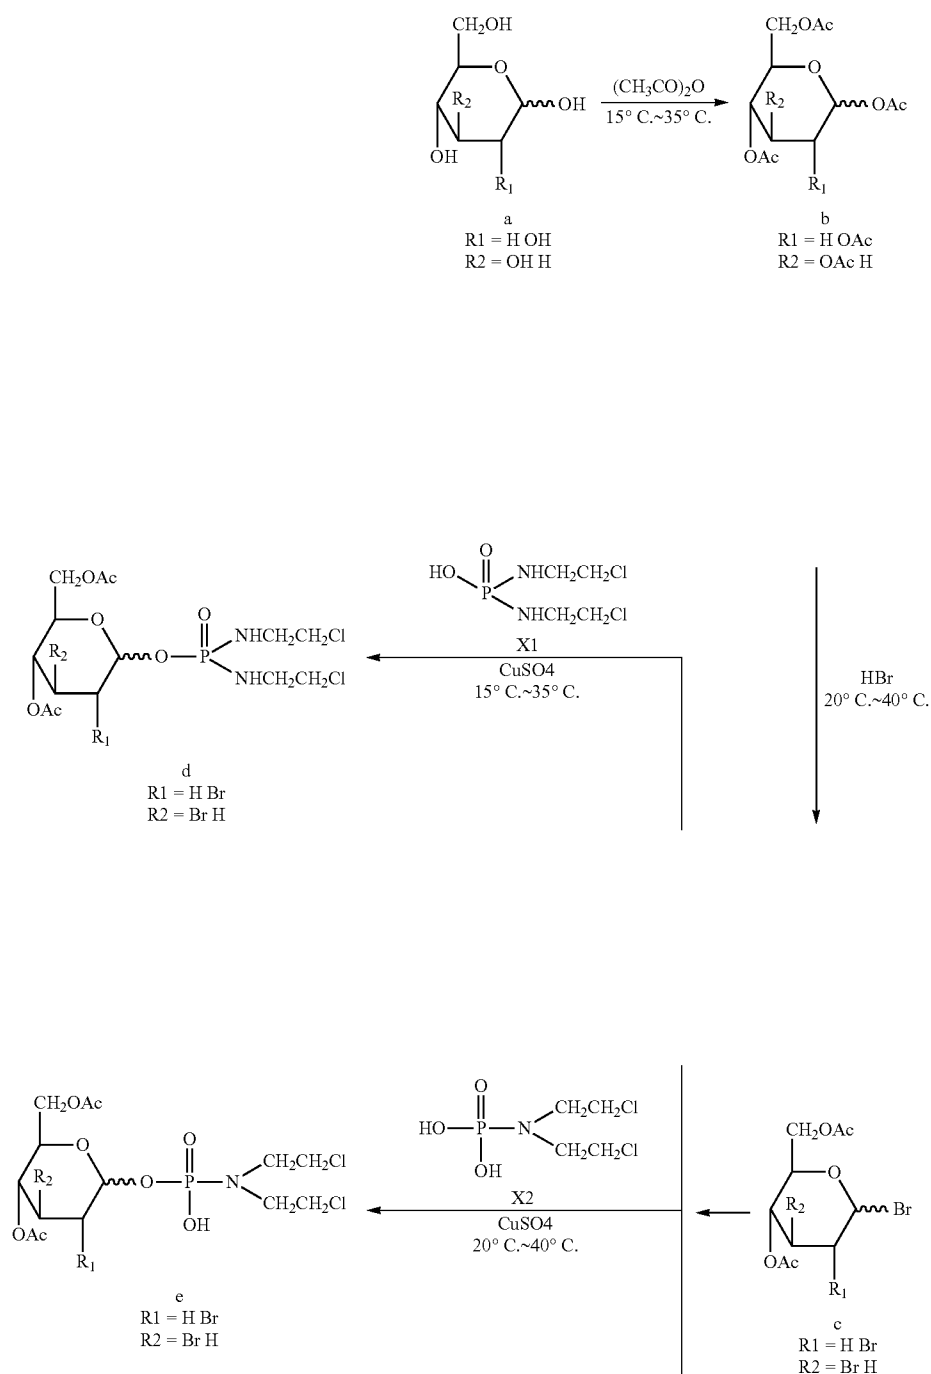 CH2OH
O
R2
OH
OH
R1
a
R1 = H OH
R2 = OH H
(CH3CO)2O
15° C.~35° C.
CH2OAc
O
R2
OAc
OAc
R1
b
R1 = H OAc
R2 = OAc H
CH2OAc
O
R2
OAc
R1
O
O
P
NHCH2CH2Cl
NHCH2CH2Cl
d
R1 = H Br
R2 = Br H
O
HO
P
NHCH2CH2Cl
NHCH2CH2Cl
X1
CuSO4
15° C.~35° C.
HBr
20° C.~40° C.
CH2OAc
O
R2
OAc
R1
O
O
P
OH
N
CH2CH2Cl
CH2CH2Cl
e
R1 = H Br
R2 = Br H
O
HO
P
OH
N
CH2CH2Cl
CH2CH2Cl
X2
CuSO4
20° C.~40° C.
CH2OAc
O
R2
Br
OAc
R1
c
R1 = H Br
R2 = Br H